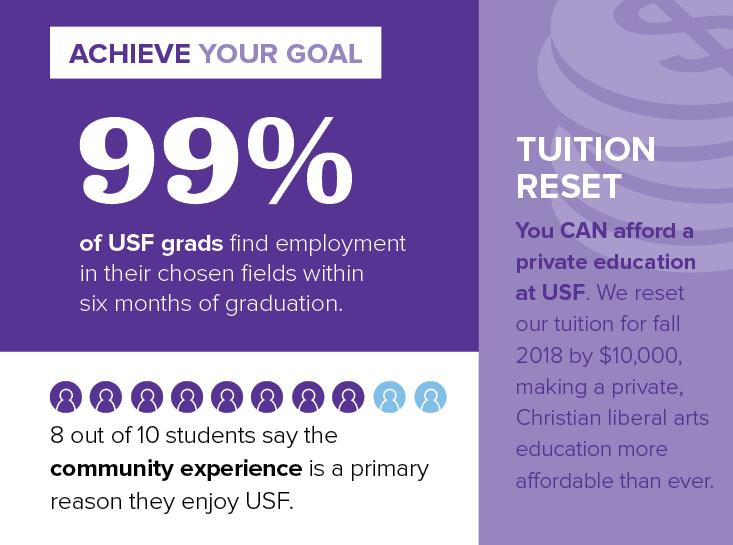 ACHIEVE YOUR GOAL
99%
of USF grads find employment
in their chosen fields within
six months of graduation.
8 out of 10 students say the
community experience is a primary
reason they enjoy USF.
TUITION
RESET
You CAN afford a
private education
at USF. We reset
our tuition for fall
2018 by $10,000,
making a private,
Christian liberal arts
education more
affordable than ever.